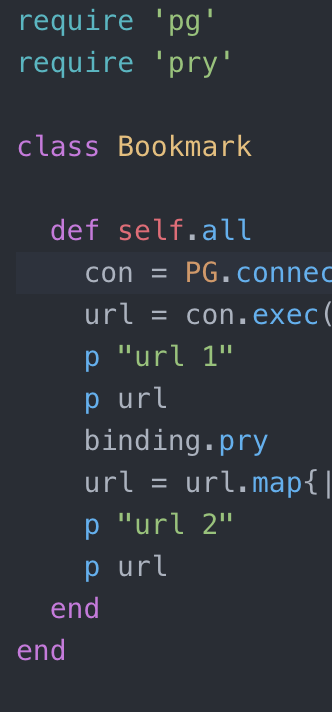 require 'pg'
require 'pry'
class Bookmark
def self.all
con = PG.connec
url = con.exec(
p "url 1"
p url
binding.pry
url = url.map{|
p "url 2"
p url
end
end